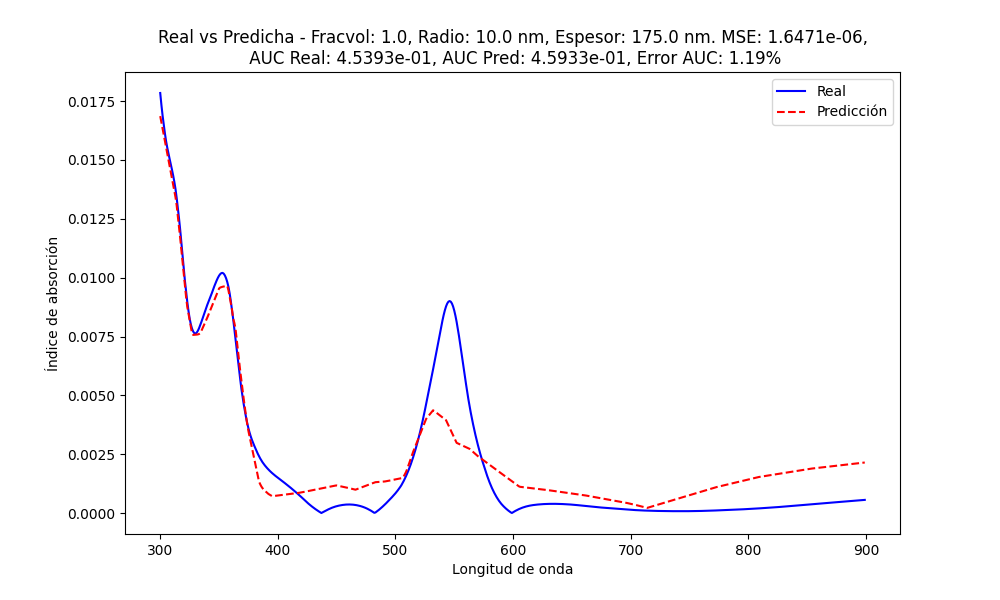 Real vs Predicha - Fracvol: 1.0, Radio: 10.0 nm, Espesor: 175.0 nm. MSE: 1.6471e-06,
AUC Real: 4.5393e-01, AUC Pred: 4.5933e-01, Error AUC: 1.19%
Real
Predicción
Índice de absorción
0.0175
0.0150
0.0125
0.0100
0.0075
0.0050
0.0025
0.0000
300 400 500 600 700 800 900
Longitud de onda